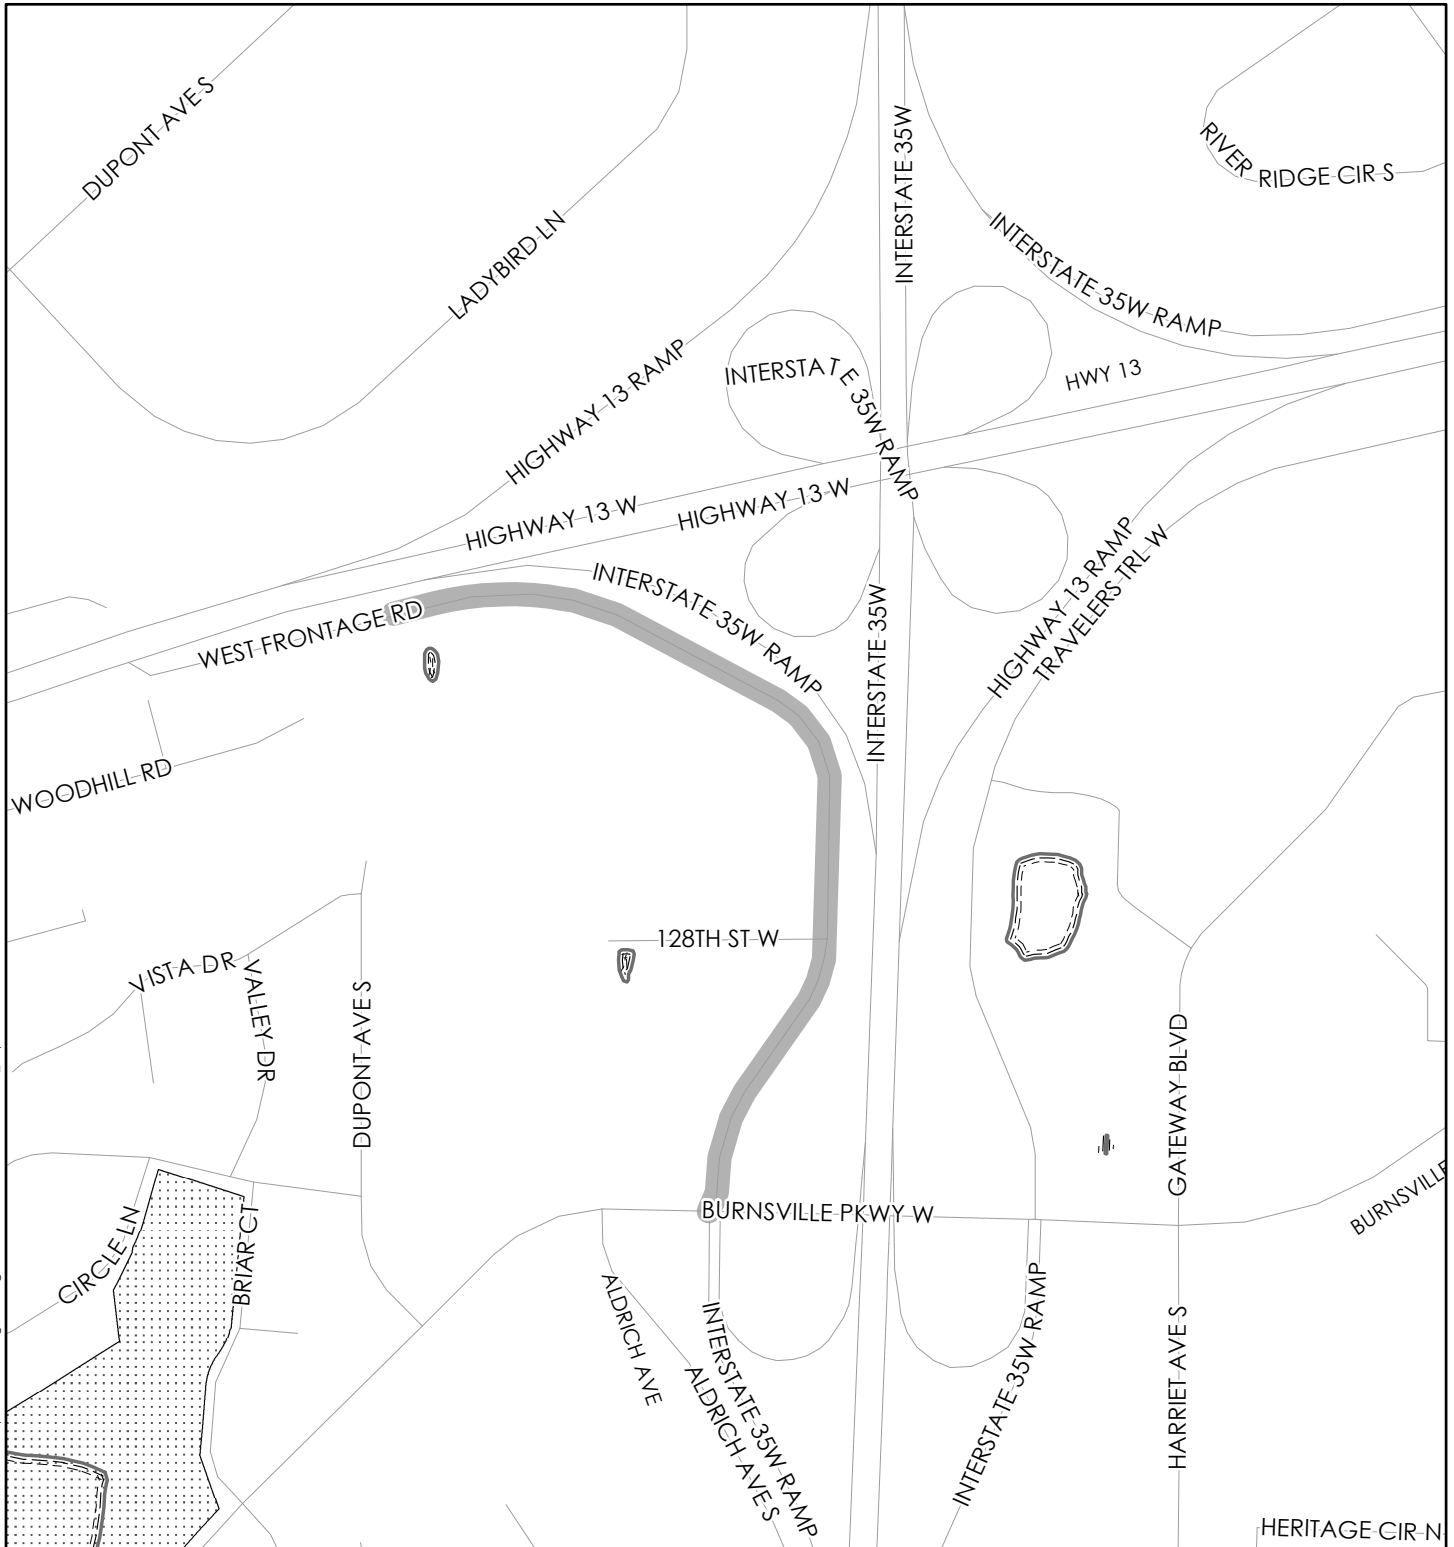 DUPONT AVE S
LADYBIRD LN
INTERSTATE 35W
RIVER
RIDGE CIR S
INTERSTATE 35W RAMP
HWY 13
INTERSTATE 35W RAMP
HIGHWAY 13 RAMP
HIGHWAY 13 W
HIGHWAY 13 W
HIGHWAY 13 RAMP
TRAVELERS TRL W
INTERSTATE 35W RAMP
INTERSTATE 35W
WEST FRONTAGE RD
WOODHILL RD
128TH ST W
VISTA DR
VALLEY DR
DUPONT AVE S
GATEWAY BLVD
BURNSVILLE PKWY W
BURNSVILLE
CIRCLE LN
BRIAR CT
ALDRICH AVE
INTERSTATE 35W RAMP
ALDRICH AVE S
INTERSTATE 35W RAMP
HARRIET AVE S
HERITAGE CIR N